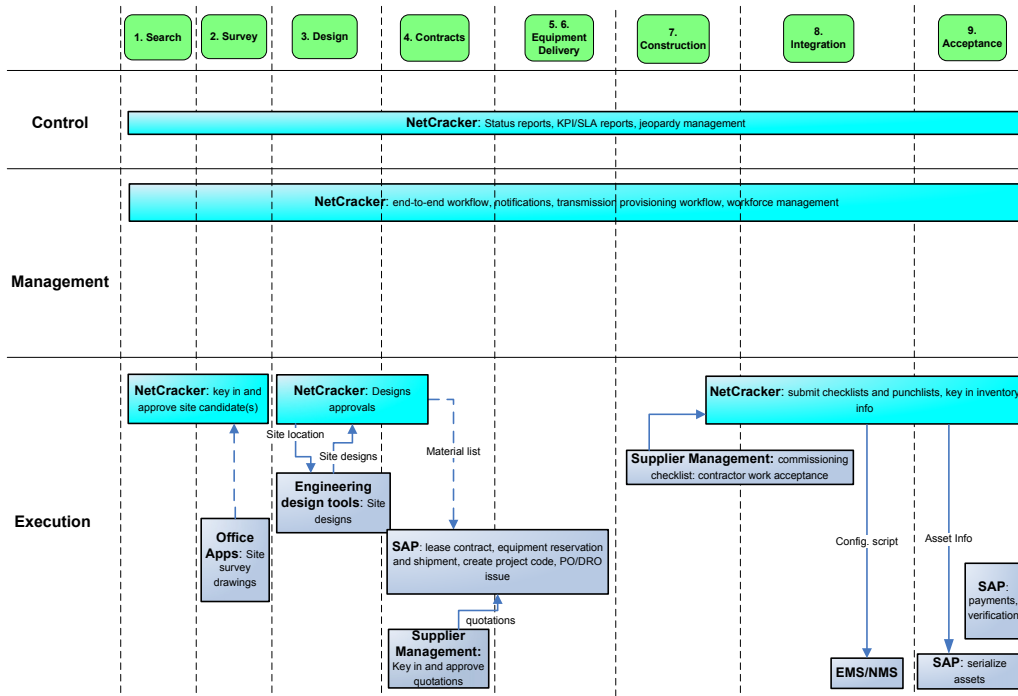 1. Search
2. Survey
3. Design
4. Contracts
5. 6.
Equipment
Delivery
7.
Construction
8.
Integration
9.
Acceptance
Control
NetCracker: Status reports, KPI/SLA reports, jeopardy management
NetCracker: end-to-end workflow, notifications, transmission provisioning workflow, workforce management
Management
NetCracker: key in and
approve site candidate(s)
NetCracker: Designs
approvals
NetCracker: submit checklists and punchlists, key in inventory
info
Site location
Site designs
Material list
Supplier Management: commissioning
checklist: contractor work acceptance
Engineering
design tools: Site
designs
Execution
Office
Apps: Site
survey
drawings
SAP: lease contract, equipment reservation
and shipment, create project code, PO/DRO
issue
Config. script
Asset Info
SAP:
payments,
verification
quotations
Supplier
Management:
Key in and approve
quotations
EMS/NMS
SAP: serialize
assets